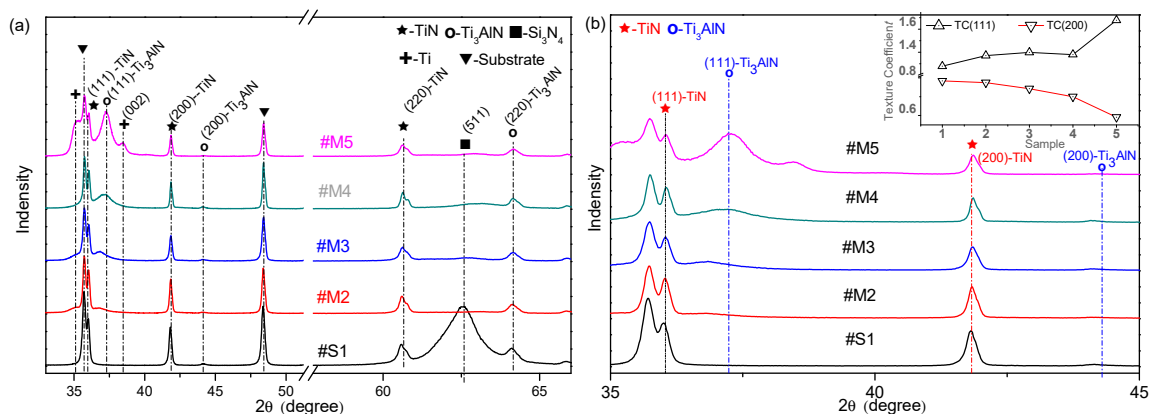 (a)
★-TiN o-Ti3AlN ■-Si3N4
+-Ti ▼-Substrate
(111)-TiN
(111)-Ti3AlN
(002)
(200)-TiN
(200)-Ti3AlN
(220)-TiN
(511)
(220)-Ti3AlN
#M5
#M4
#M3
#M2
#S1
Indensity
35 40 45 50 60 65
2θ (degree)
(b)
★-TiN o-Ti3AlN
(111)-TiN
(111)-Ti3AlN
(200)-TiN
(200)-Ti3AlN
#M5
#M4
#M3
#M2
#S1
Indensity
35 40 45
2θ (degree)
TC(111) TC(200)
Texture Coefficient
1.6
1.4
0.8
0.6
1 2 3 4 5
Sample